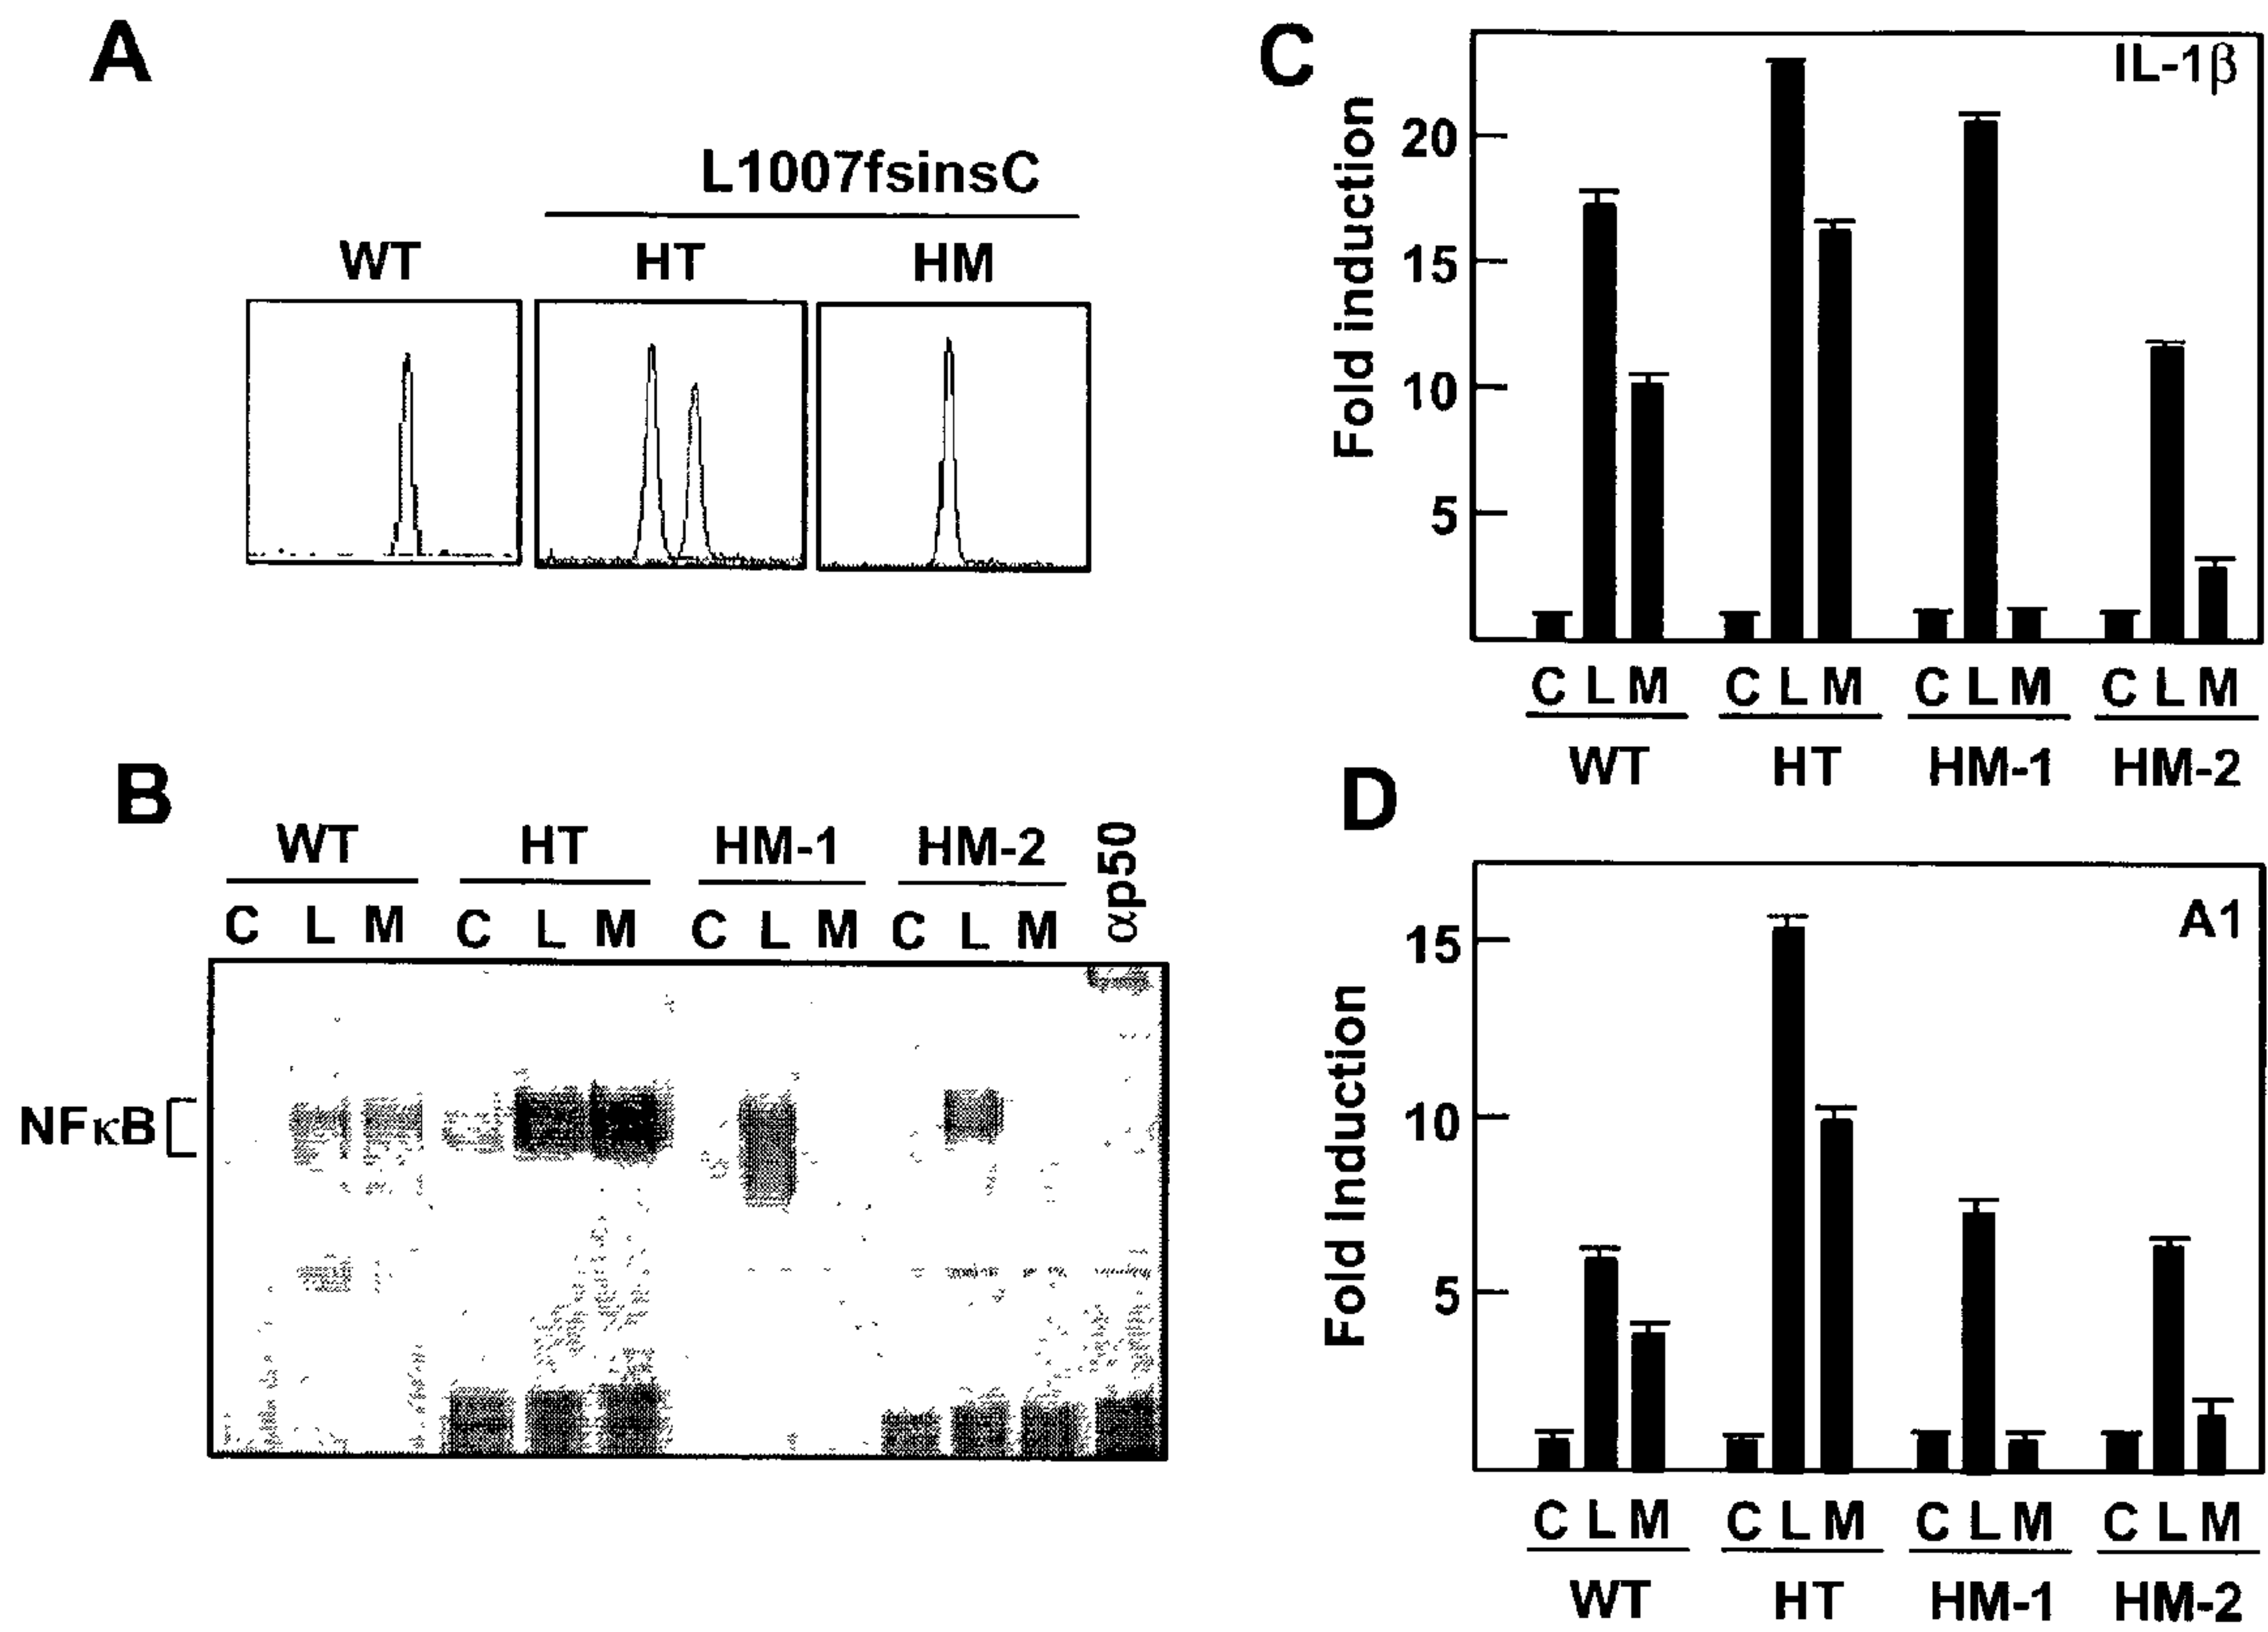 A
L1007fsinsC
WT HT HM
B
WT HT HM-1 HM-2 αp50
C L M C L M C L M C L M
NFκB
C
IL-1β
Fold induction
20
15
10
5
C L M C L M C L M C L M
WT HT HM-1 HM-2
D
A1
Fold Induction
15
10
5
C L M C L M C L M C L M
WT HT HM-1 HM-2